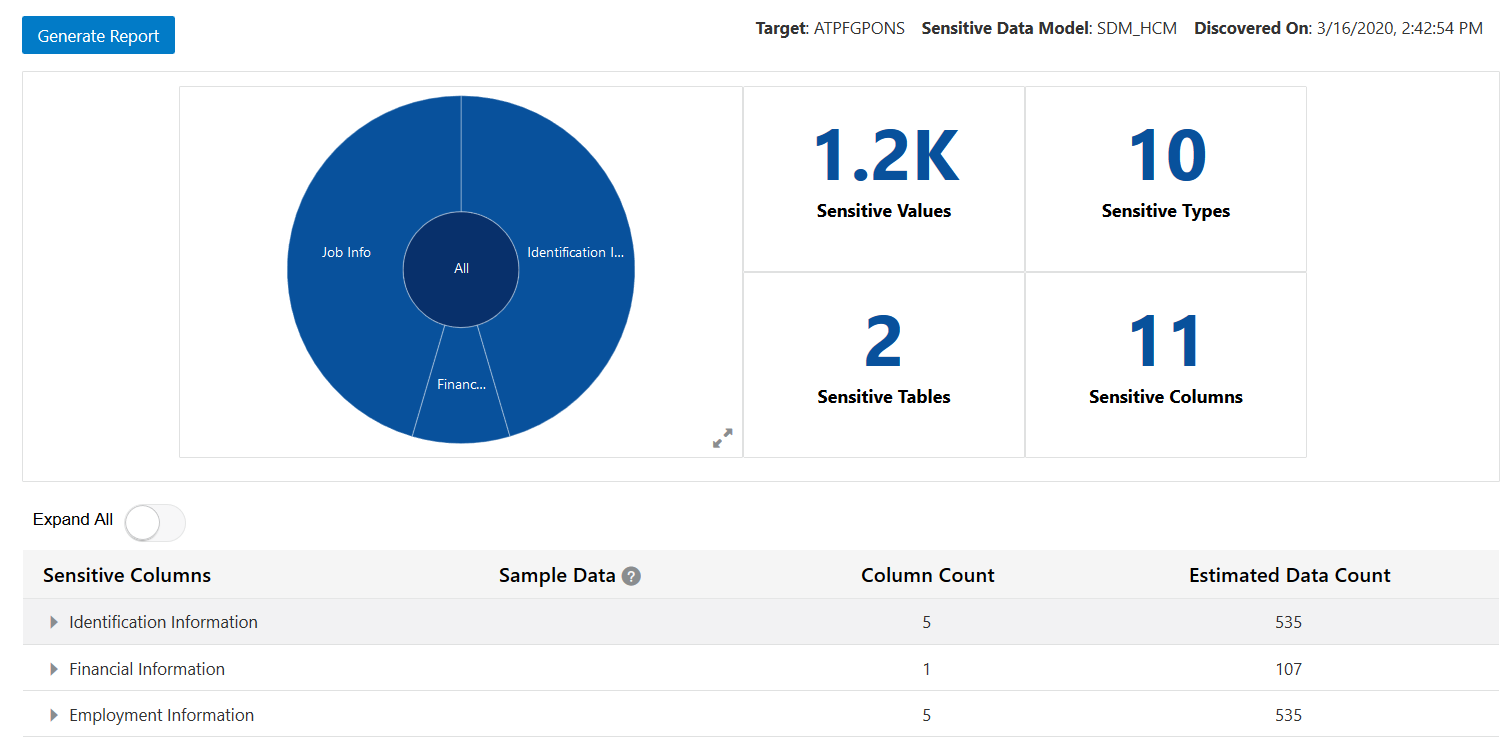 Generate Report
Target: ATPFGPONS Sensitive Data Model: SDM_HCM Discovered On: 3/16/2020, 2:42:54 PM
Job Info
All
Identification I...
Financ...
1.2K
Sensitive Values
10
Sensitive Types
2
Sensitive Tables
11
Sensitive Columns
Expand All
Sensitive Columns Sample Data ? Column Count Estimated Data Count
Identification Information 5 535
Financial Information 1 107
Employment Information 5 535